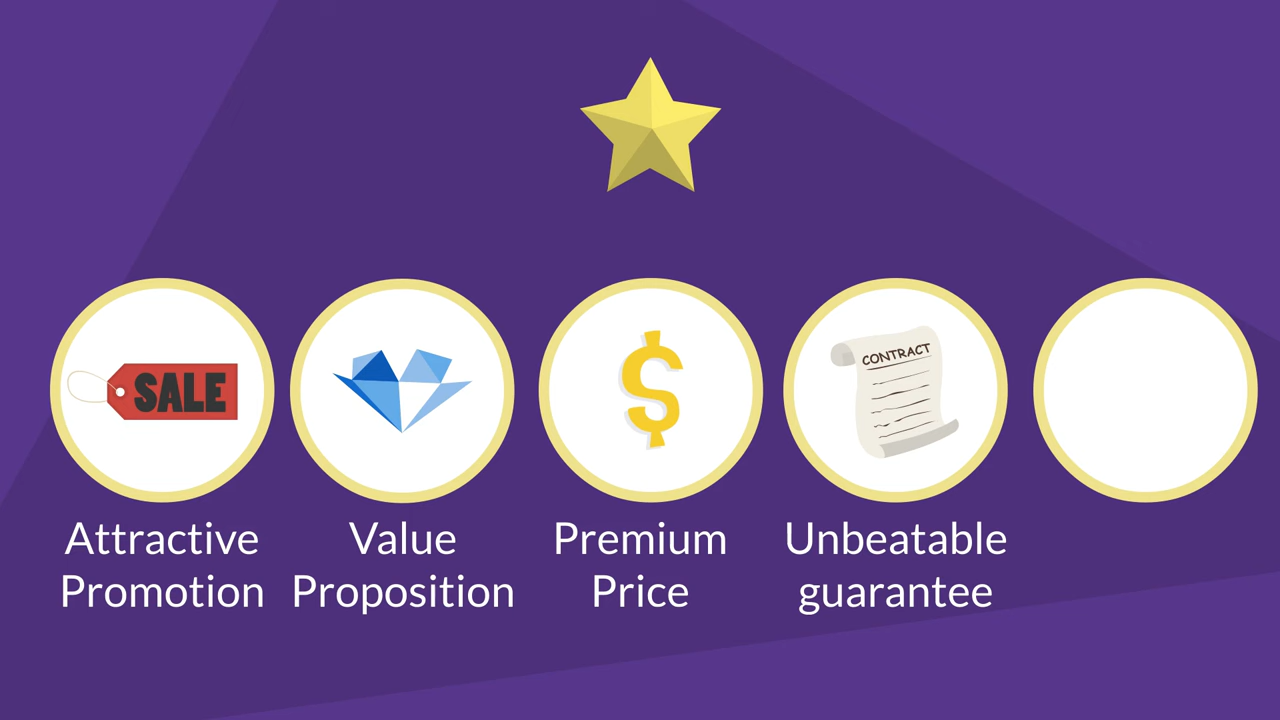 SALE
CONTRACT
Attractive
Promotion
Value
Proposition
Premium
Price
Unbeatable
guarantee